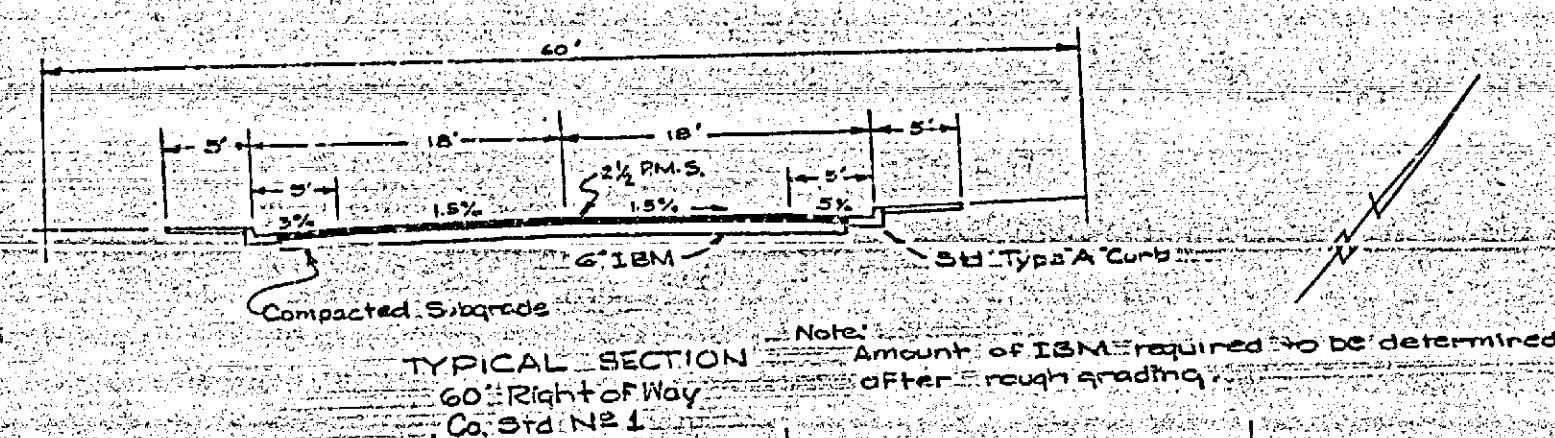 60'
5' 18' 18' 5'
5' 2½ P.M.S. 5'
3% 1.5% 1.5% 5%
6" IBM
Std Type "A" Curb
Compacted Subgrade
TYPICAL SECTION
60' Right of Way
Co. Std. Nº 1
Note:
Amount of IBM required to be determined
after rough grading.
N